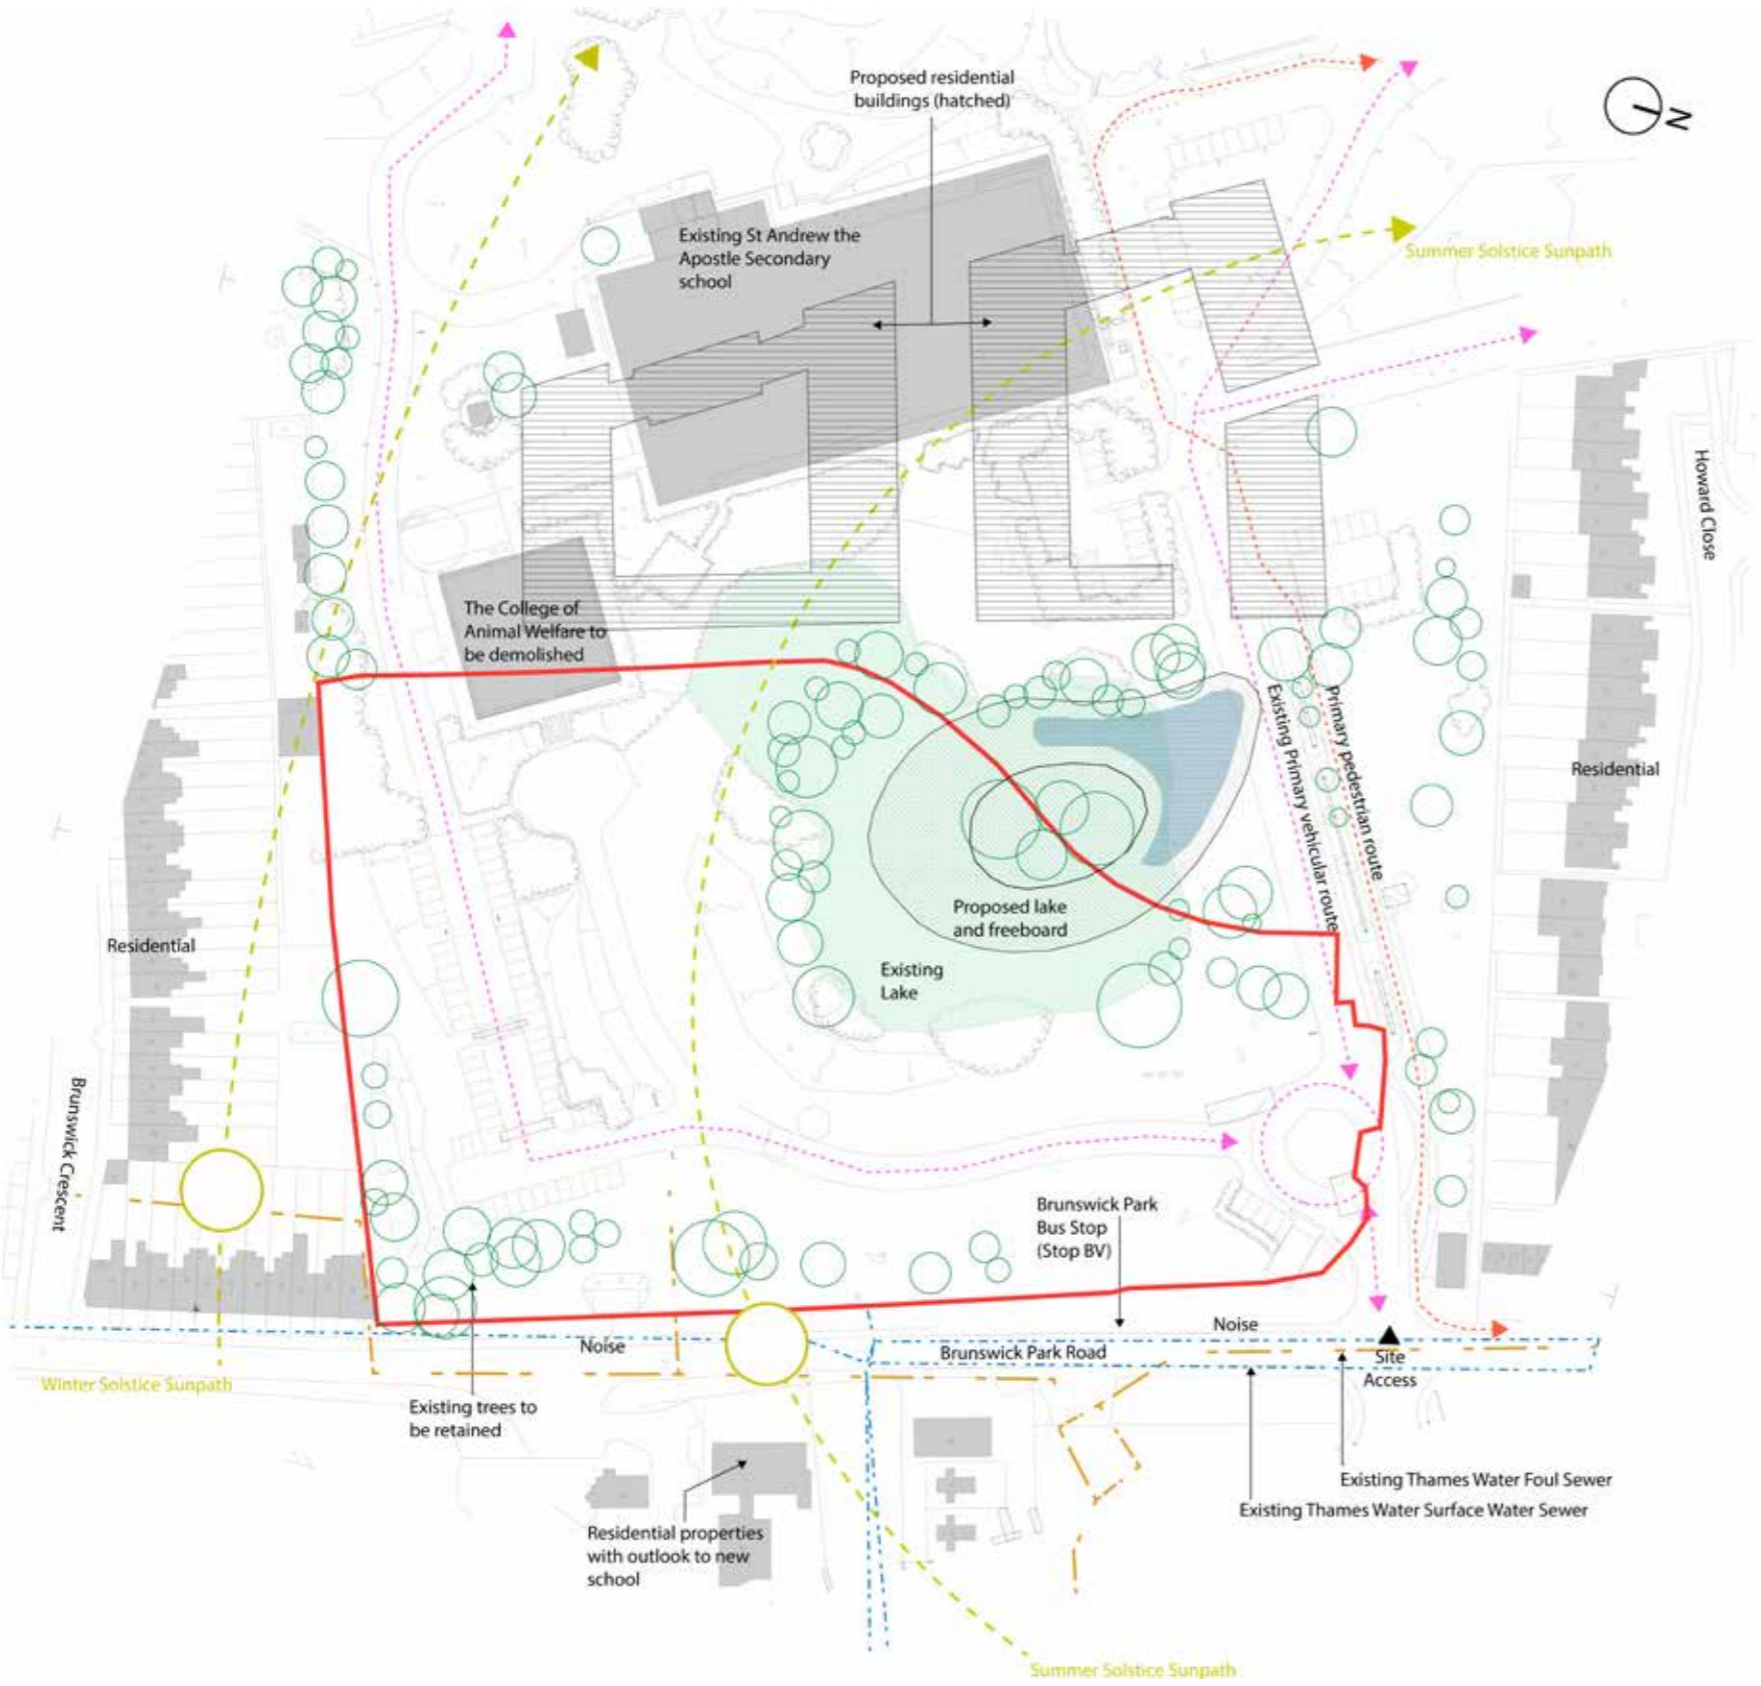 Proposed residential
buildings (hatched)
N
Existing St Andrew the
Apostle Secondary
school
Summer Solstice Sunpath
Howard Close
The College of
Animal Welfare to
be demolished
Existing Primary vehicular route
Primary pedestrian route
Residential
Proposed lake
and freeboard
Residential
Existing
Lake
Brunswick Crescent
Brunswick Park
Bus Stop
(Stop BV)
Noise
Noise
Brunswick Park Road
Site
Access
Winter Solstice Sunpath
Existing trees to
be retained
Existing Thames Water Foul Sewer
Existing Thames Water Surface Water Sewer
Residential properties
with outlook to new
school
Summer Solstice Sunpath